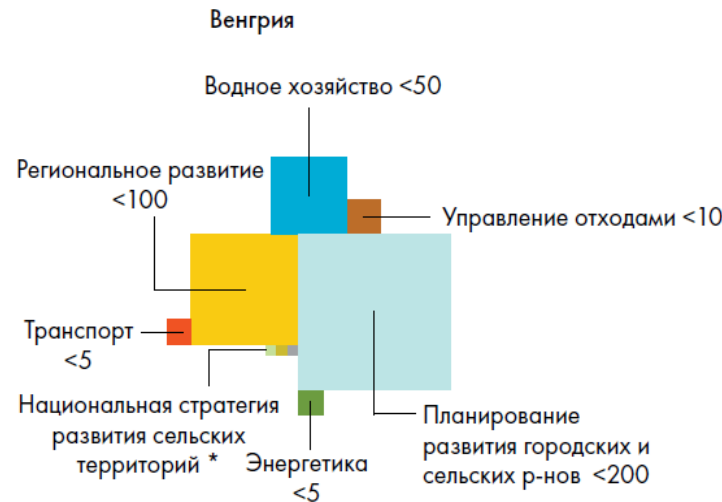 Венгрия
Водное хозяйство <50
Региональное развитие
<100
Управление отходами <10
Транспорт
<5
Национальная стратегия
развития сельских
территорий *
Энергетика
<5
Планирование
развития городских и
сельских р-нов <200